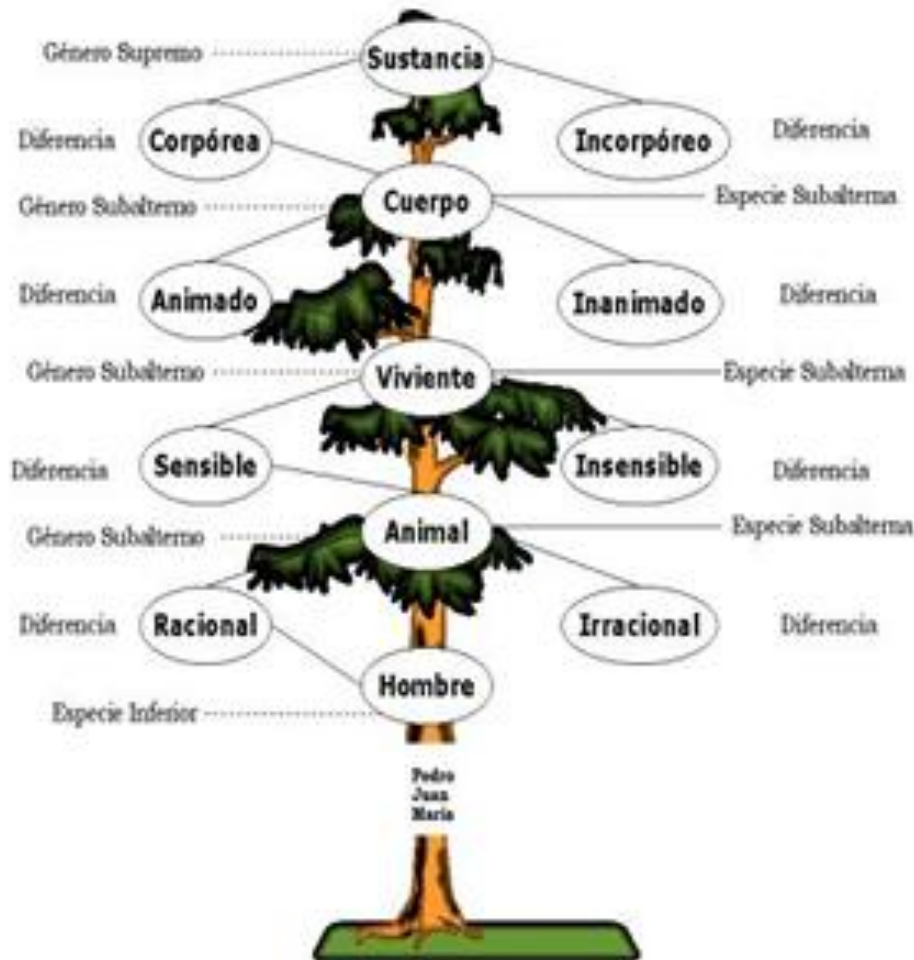 Género Supremo
Sustancia
Diferencia
Corpórea
Incorpóreo
Diferencia
Género Subalterno
Cuerpo
Especie Subalterna
Diferencia
Animado
Inanimado
Diferencia
Género Subalterno
Viviente
Especie Subalterna
Diferencia
Sensible
Insensible
Diferencia
Género Subalterno
Animal
Especie Subalterna
Diferencia
Racional
Irracional
Diferencia
Hombre
Especie Inferior
Pedro
Juan
María